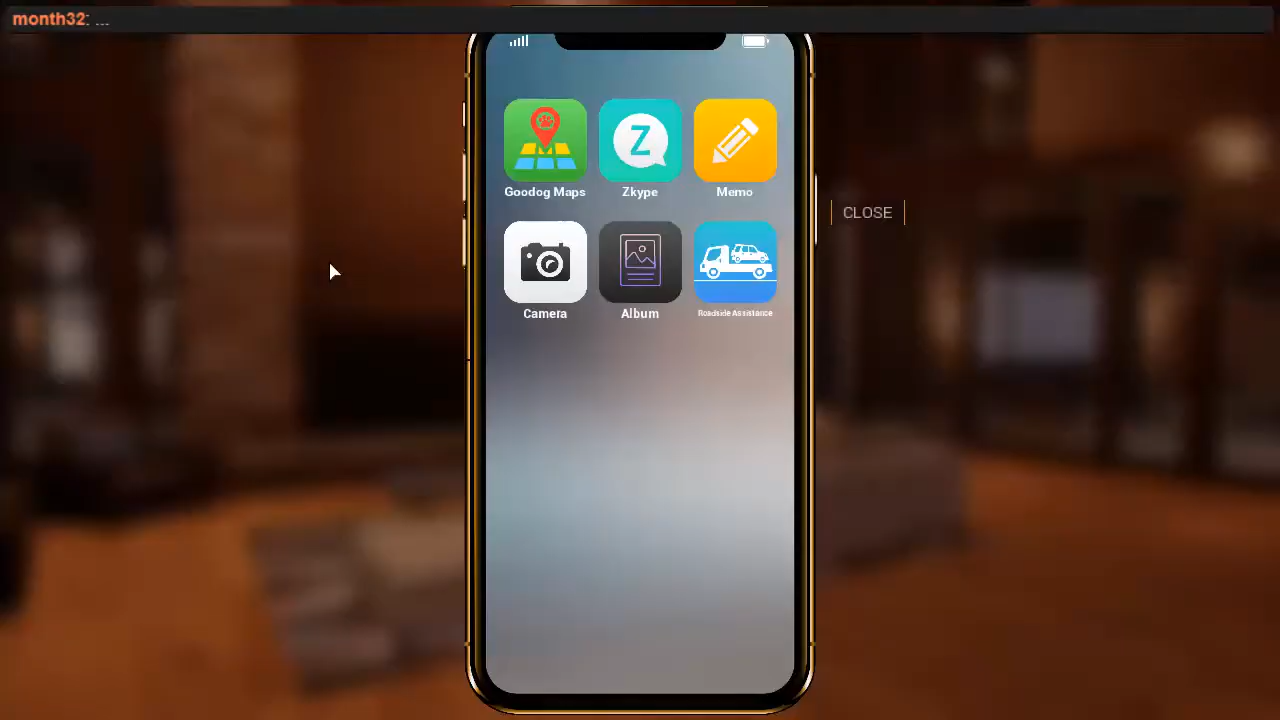 month32: ...
Goodog Maps
Z
Zkype
Memo
CLOSE
Camera
Album
Roadside Assistance